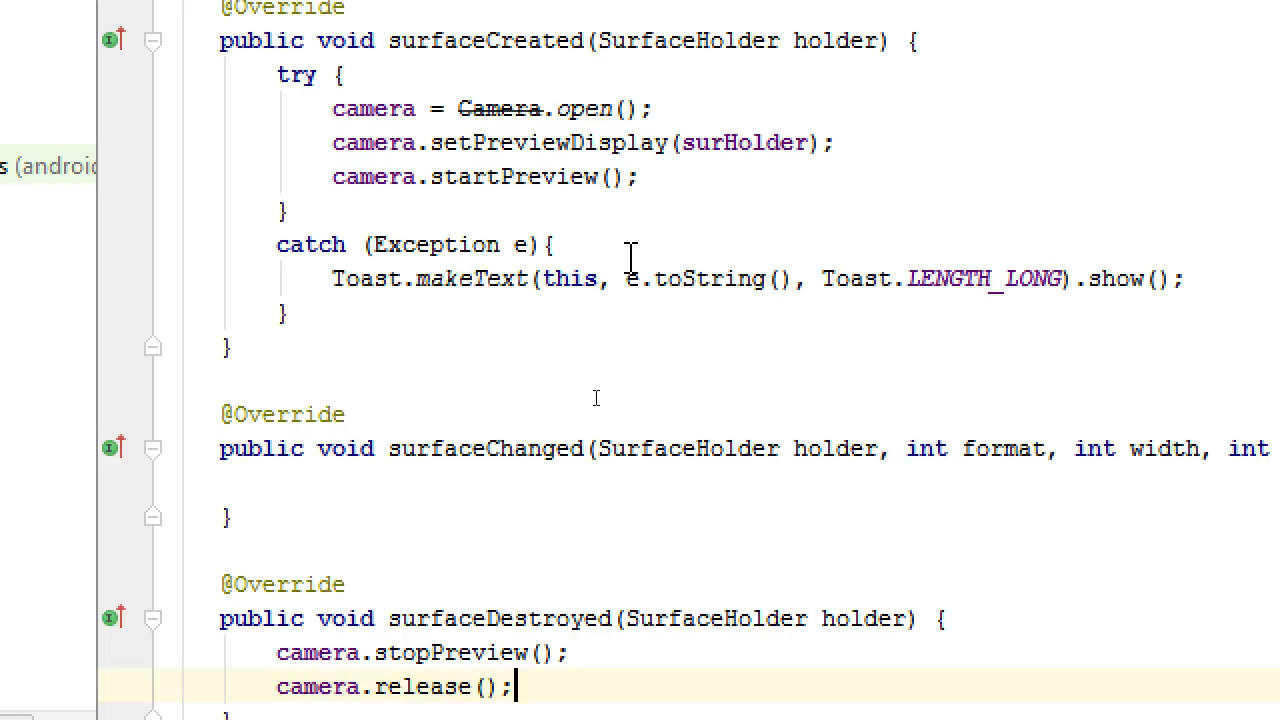 @Override
public void surfaceCreated(SurfaceHolder holder) {
try {
camera = Camera.open();
camera.setPreviewDisplay(surHolder);
camera.startPreview();
}
catch (Exception e){
Toast.makeText(this, e.toString(), Toast.LENGTH_LONG).show();
}
}
s (android
@Override
public void surfaceChanged(SurfaceHolder holder, int format, int width, int
}
@Override
public void surfaceDestroyed(SurfaceHolder holder) {
camera.stopPreview();
camera.release();
}